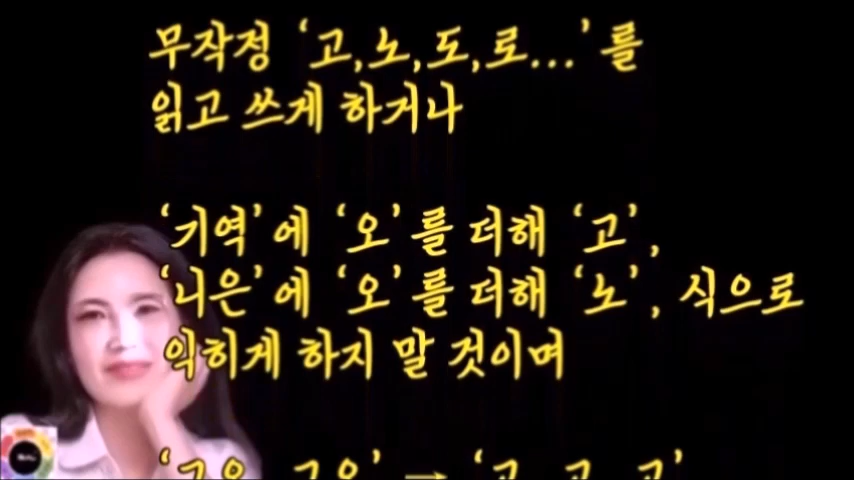 무작정 ‘고,노,도,로...’를
읽고 쓰게 하거나
‘기역’에 ‘오’를 더해 ‘고’,
‘니은’에 ‘오’를 더해 ‘노’, 식으로
익히게 하지 말 것이며